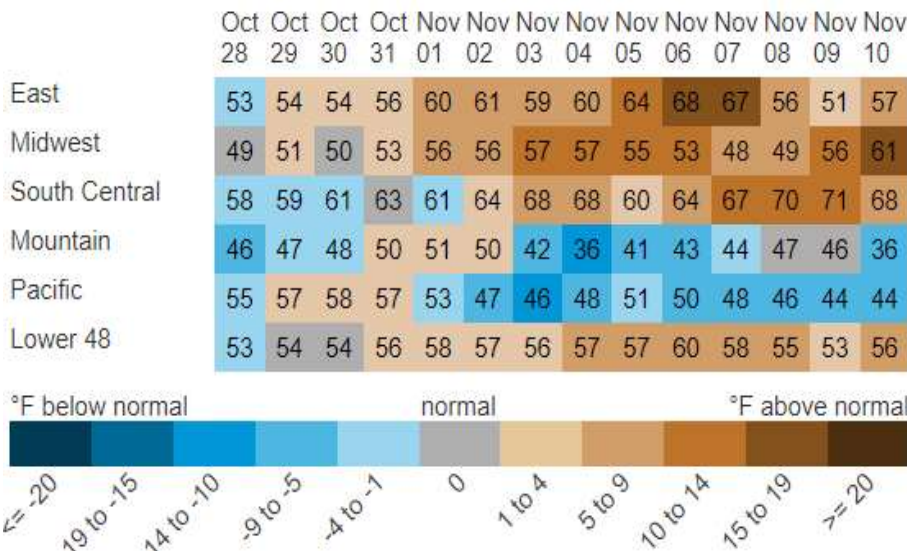 Oct Oct Oct Oct Nov Nov Nov Nov Nov Nov Nov Nov Nov Nov
28 29 30 31 01 02 03 04 05 06 07 08 09 10
East 53 54 54 56 60 61 59 60 64 68 67 56 51 57
Midwest 49 51 50 53 56 56 57 57 55 53 48 49 56 61
South Central 58 59 61 63 61 64 68 68 60 64 67 70 71 68
Mountain 46 47 48 50 51 50 42 36 41 43 44 47 46 36
Pacific 55 57 58 57 53 47 46 48 51 50 48 46 44 44
Lower 48 53 54 54 56 58 57 56 57 57 60 58 55 53 56
°F below normal normal °F above normal
<= -20 19 to -15 14 to -10 -9 to -5 -4 to -1 0 1 to 4 5 to 9 10 to 14 15 to 19 >= 20